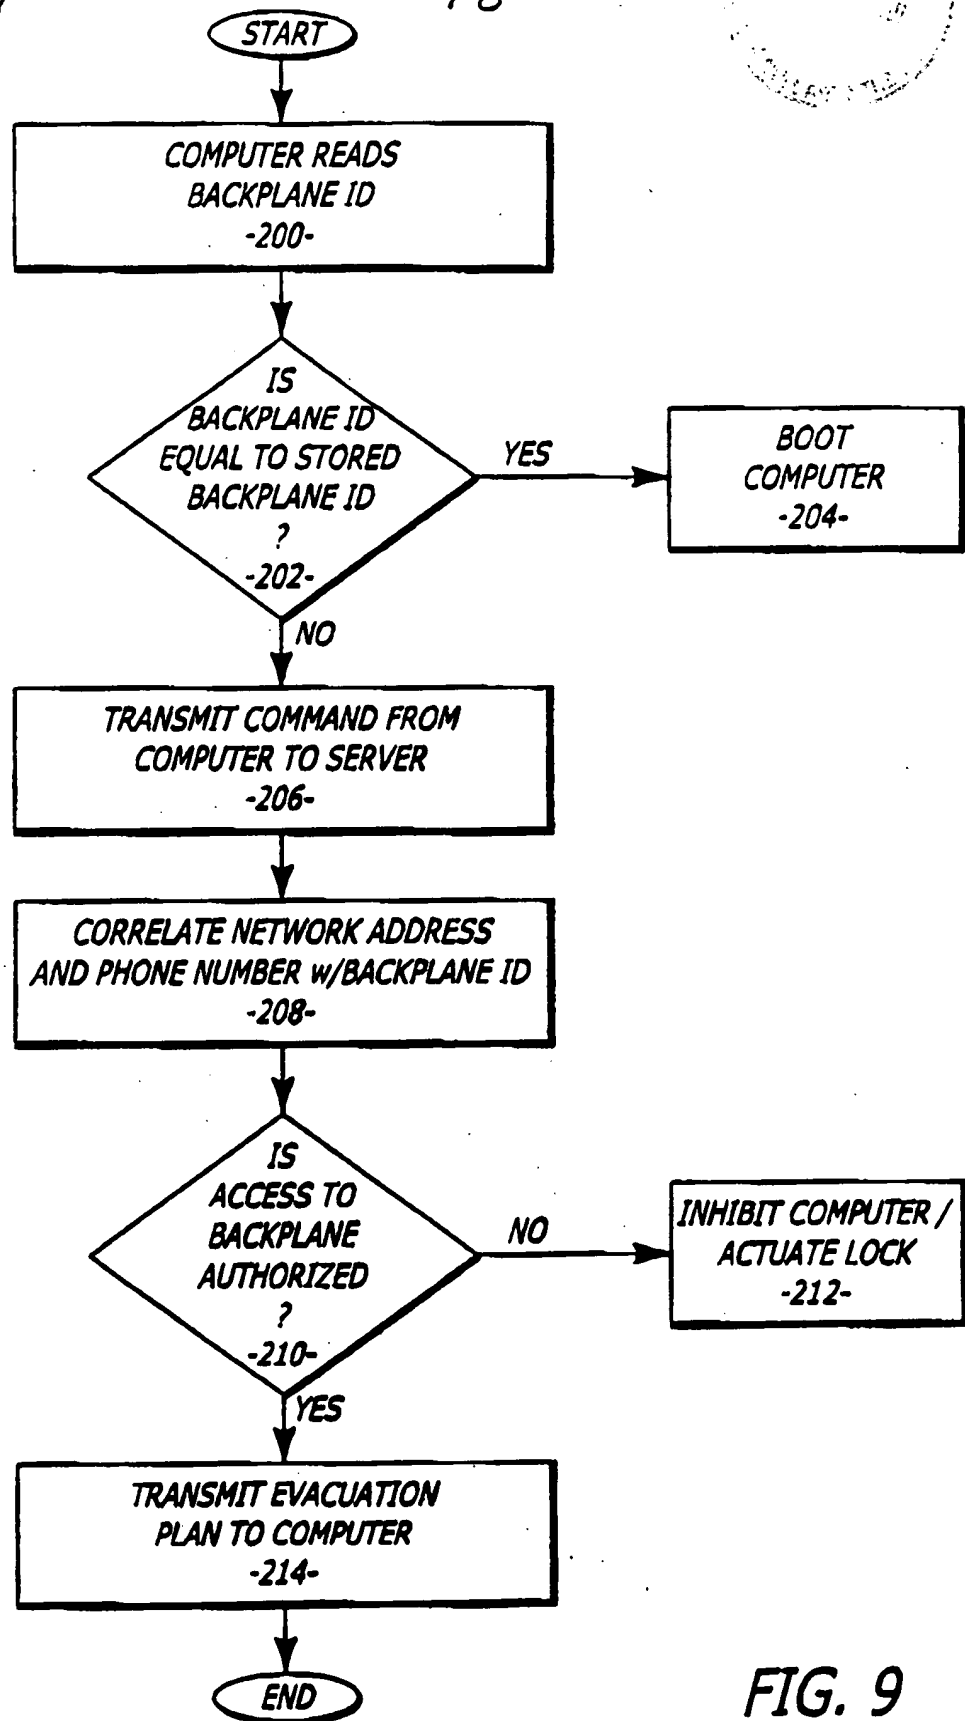 START
COMPUTER READS
BACKPLANE ID
-200-
IS
BACKPLANE ID
EQUAL TO STORED
BACKPLANE ID
?
-202-
YES
BOOT
COMPUTER
-204-
NO
TRANSMIT COMMAND FROM
COMPUTER TO SERVER
-206-
CORRELATE NETWORK ADDRESS
AND PHONE NUMBER w/BACKPLANE ID
-208-
IS
ACCESS TO
BACKPLANE
AUTHORIZED
?
-210-
NO
INHIBIT COMPUTER /
ACTUATE LOCK
-212-
YES
TRANSMIT EVACUATION
PLAN TO COMPUTER
-214-
END
FIG. 9